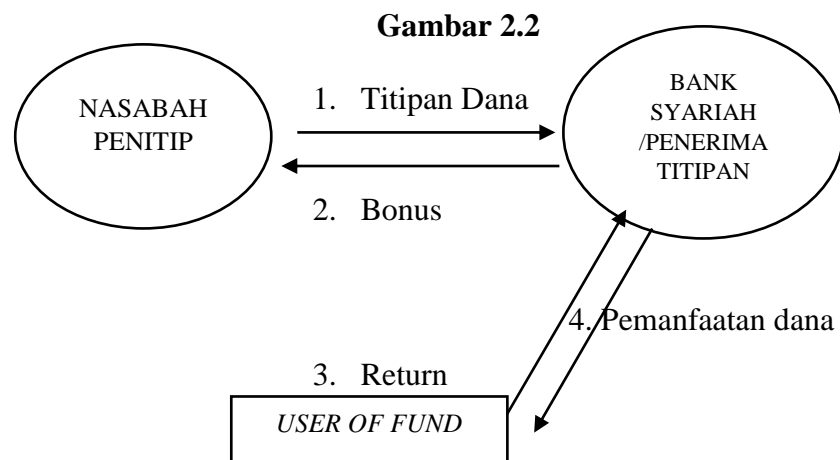 Gambar 2.2
NASABAH
PENITIP
1. Titipan Dana
BANK
SYARIAH
/PENERIMA
TITIPAN
2. Bonus
4. Pemanfaatan dana
3. Return
USER OF FUND